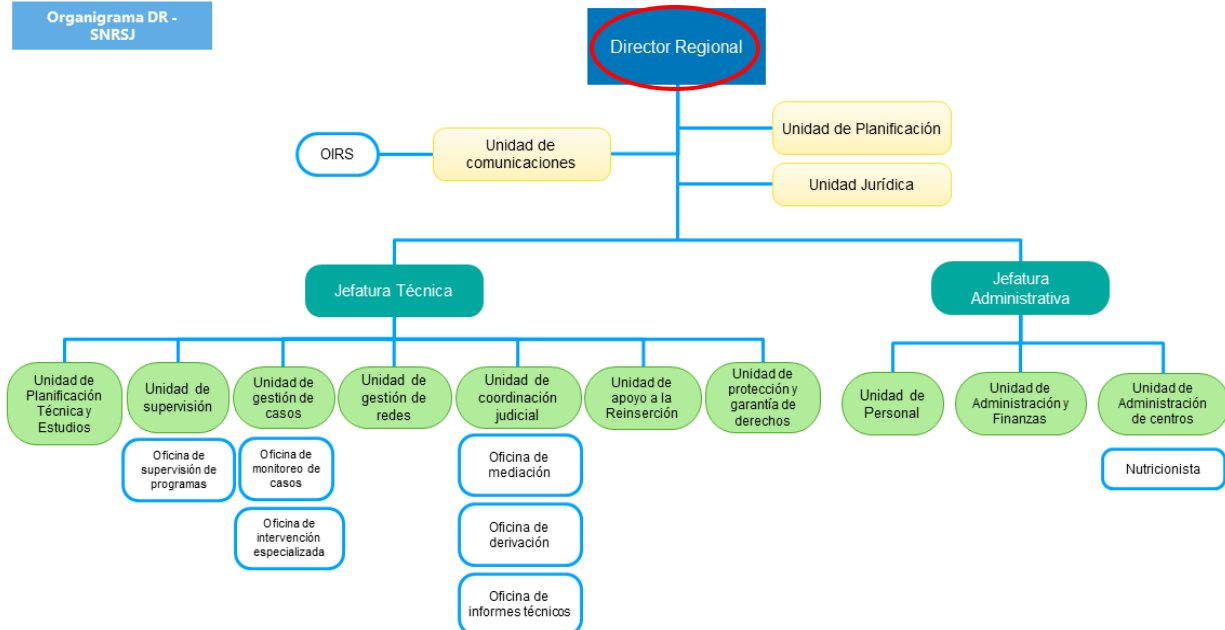 Organigrama DR -
SNRSJ
Director Regional
Unidad de Planificación
OIRS
Unidad de
comunicaciones
Unidad Jurídica
Jefatura Técnica
Jefatura
Administrativa
Unidad de
Planificación
Técnica y
Estudios
Unidad de
supervisión
Unidad de
gestión de
casos
Unidad de
gestión de
redes
Unidad de
coordinación
judicial
Unidad de
apoyo a la
Reinserción
Unidad de
protección y
garantía de
derechos
Unidad de
Personal
Unidad de
Administración y
Finanzas
Unidad de
Administración
de centros
Oficina de
supervisión de
programas
Oficina de
monitoreo de
casos
Oficina de
mediación
Nutricionista
Oficina de
intervención
especializada
Oficina de
derivación
Oficina de
informes técnicos